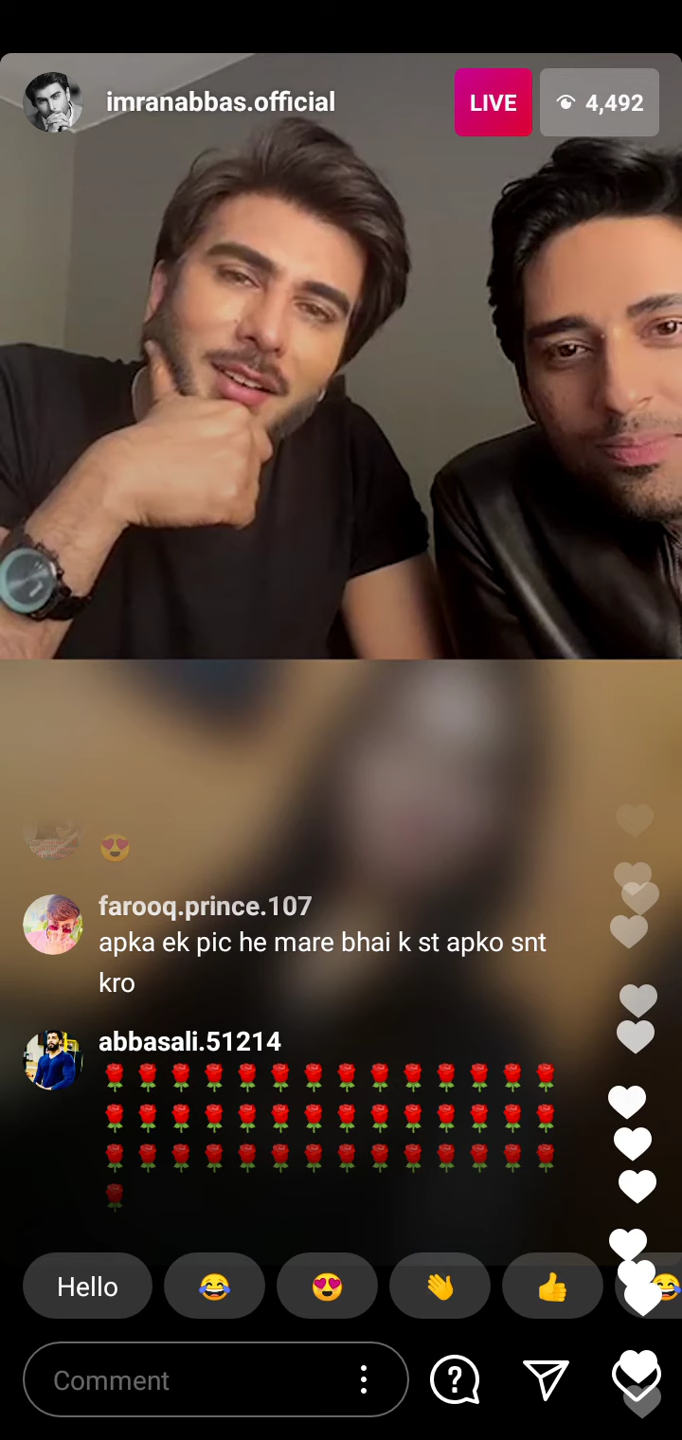 imranabbas.official
LIVE
4,492
farooq.prince.107
apka ek pic he mare bhai k st apko snt
kro
abbasali.51214
Hello
Comment